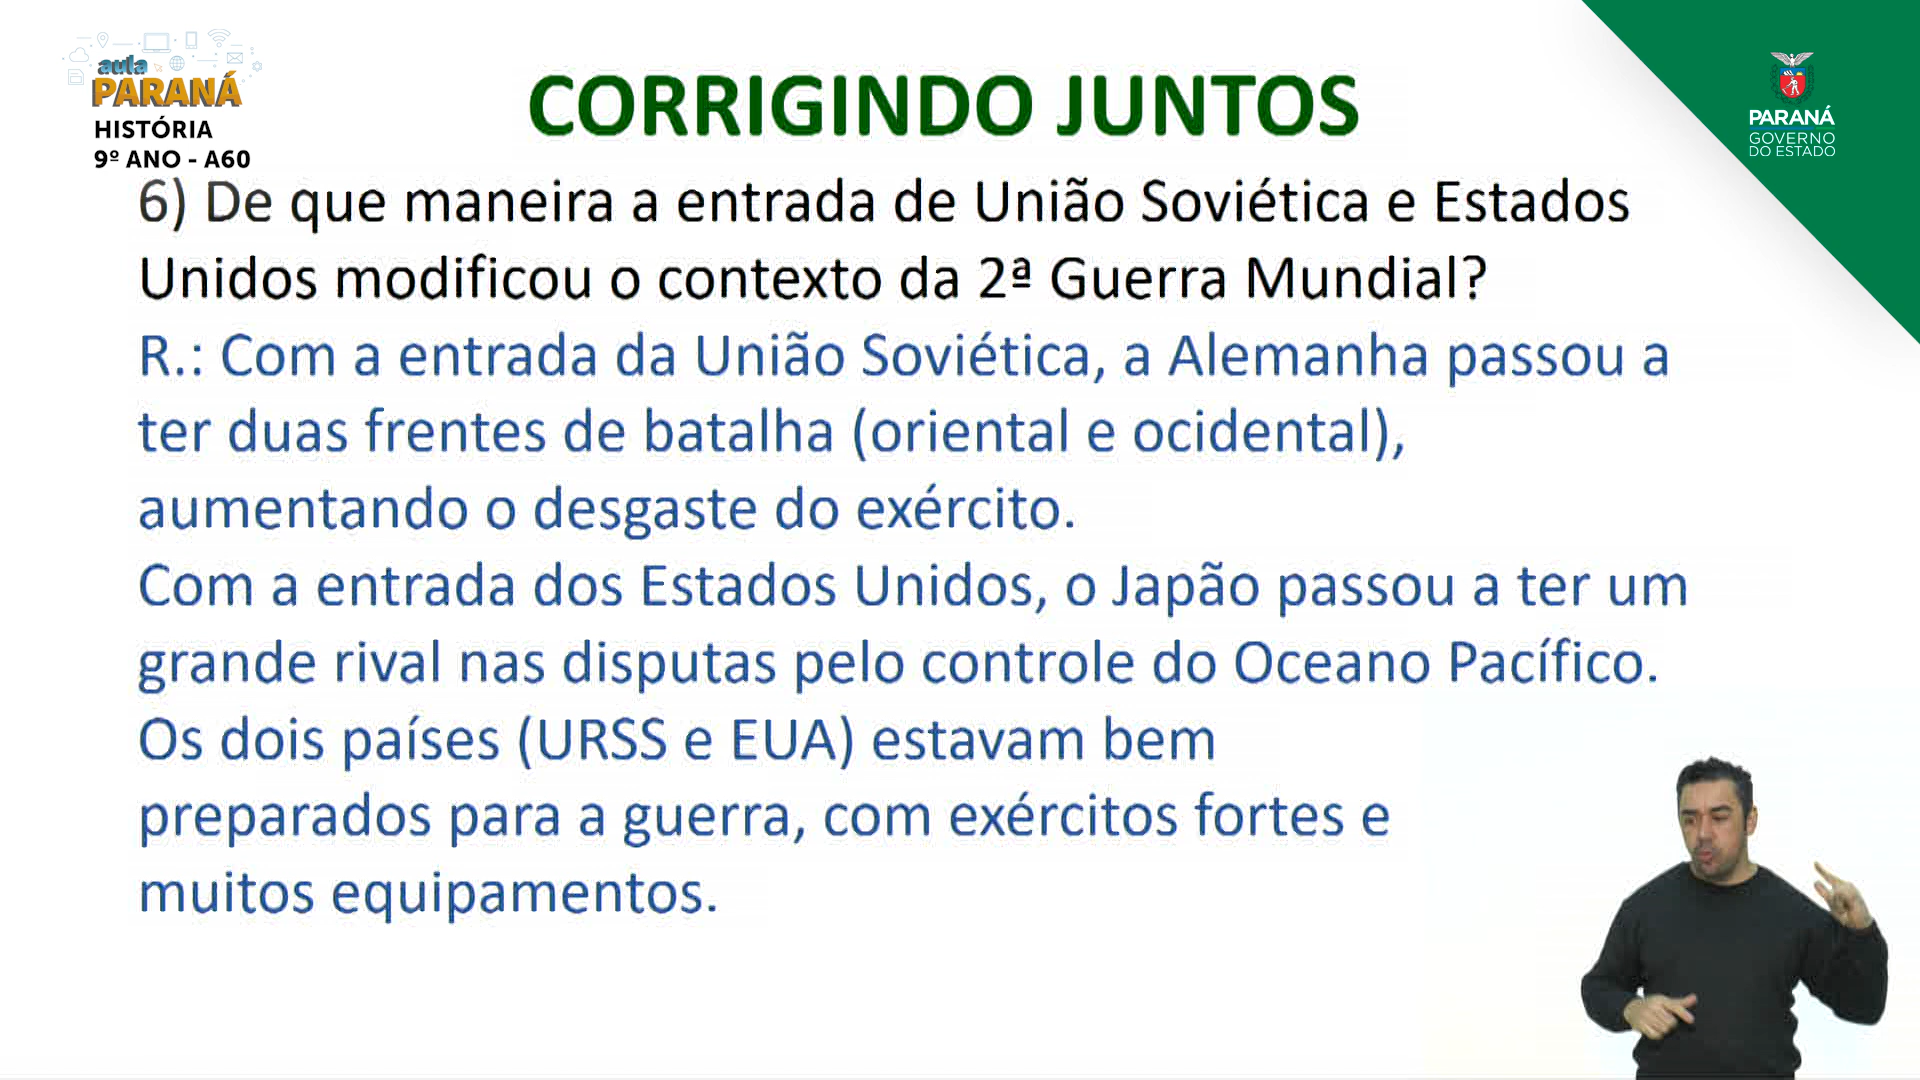 aula
PARANÁ
HISTÓRIA
9º ANO - A60
CORRIGINDO JUNTOS
PARANÁ
GOVERNO
DO ESTADO
6) De que maneira a entrada de União Soviética e Estados
Unidos modificou o contexto da 2ª Guerra Mundial?
R.: Com a entrada da União Soviética, a Alemanha passou a
ter duas frentes de batalha (oriental e ocidental),
aumentando o desgaste do exército.
Com a entrada dos Estados Unidos, o Japão passou a ter um
grande rival nas disputas pelo controle do Oceano Pacífico.
Os dois países (URSS e EUA) estavam bem
preparados para a guerra, com exércitos fortes e
muitos equipamentos.